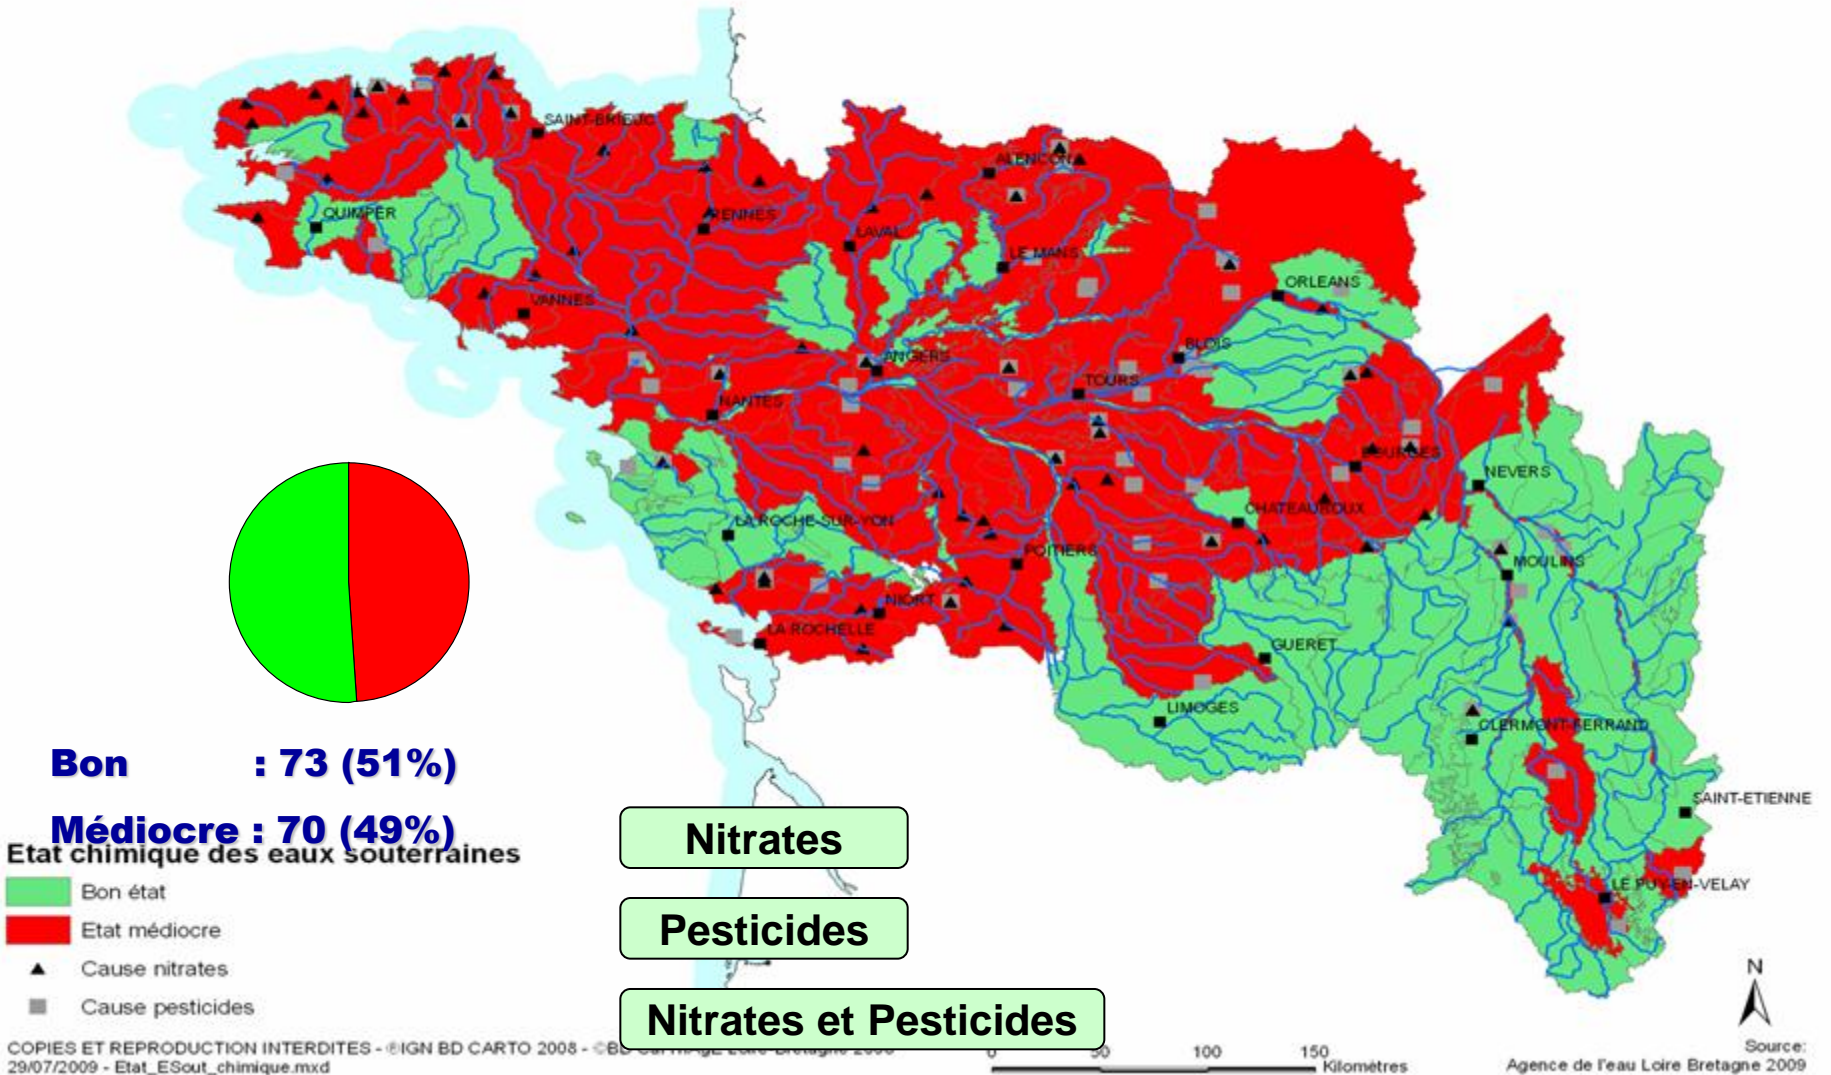 SAINT-BRIEUC
ALENCON
QUIMPER
RENNES
LAVAL
LE MANS
ORLEANS
VANNES
BLOIS
ANGERS
TOURS
NANTES
BOURGES
NEVERS
LA ROCHE-SUR-YON
CHATEAUROUX
POITIERS
MOULINS
NIORT
LA ROCHELLE
GUERET
LIMOGES
CLERMONT-FERRAND
SAINT-ETIENNE
LE PUY-EN-VELAY
Bon : 73 (51%)
Médiocre : 70 (49%)
Etat chimique des eaux souterraines
Bon état
Etat médiocre
Cause nitrates
Cause pesticides
Nitrates
Pesticides
Nitrates et Pesticides
COPIES ET REPRODUCTION INTERDITES - ©IGN BD CARTO 2008 - ©BD
29/07/2009 - Etat_ESout_chimique.mxd
0 50 100 150
Kilomètres
N
Source:
Agence de l'eau Loire Bretagne 2009